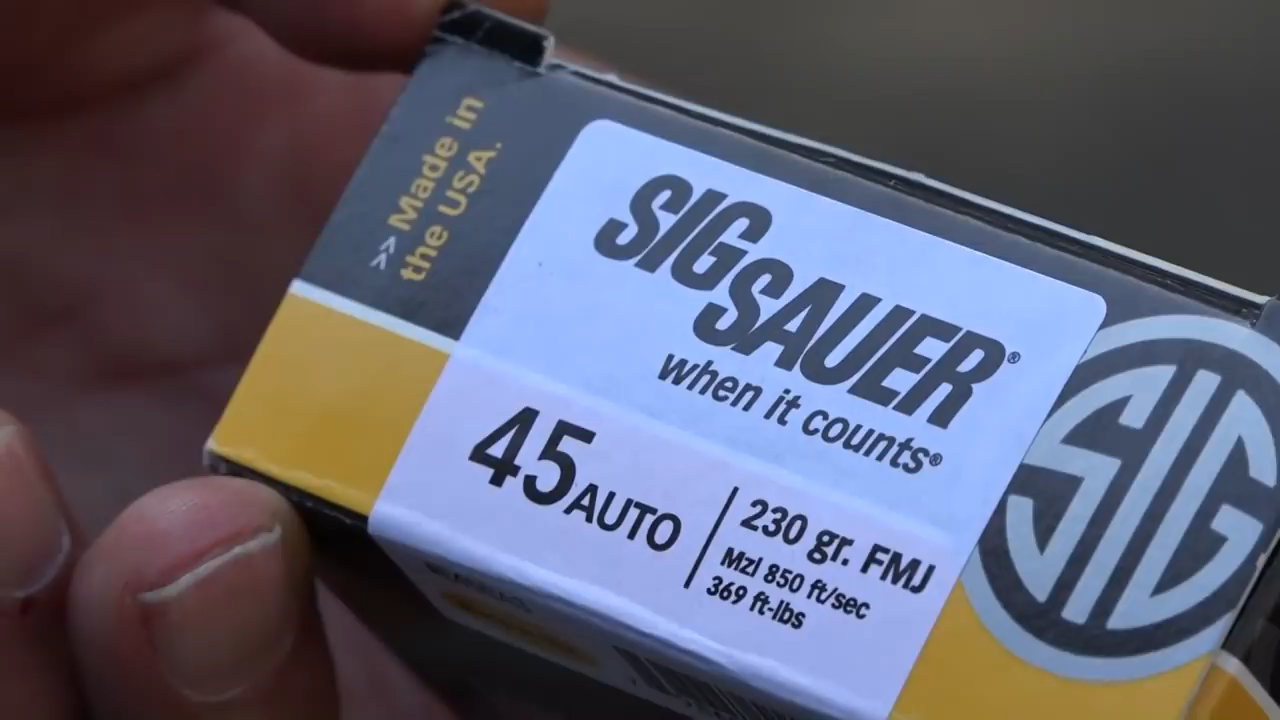 >> Made in
the USA.
SIG
SAUER®
when it counts®
45 AUTO
230 gr. FMJ
Mzl 850 ft/sec
369 ft-lbs
SIG